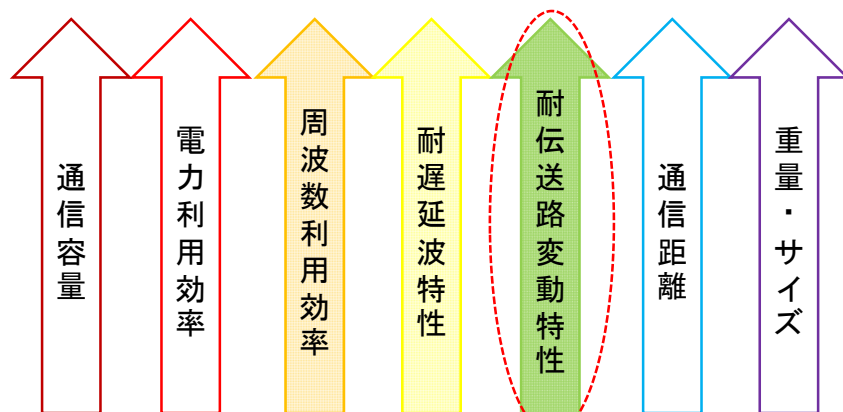 通信容量
電力利用効率
周波数利用効率
耐遅延波特性
耐伝送路変動特性
通信距離
重量・サイズ